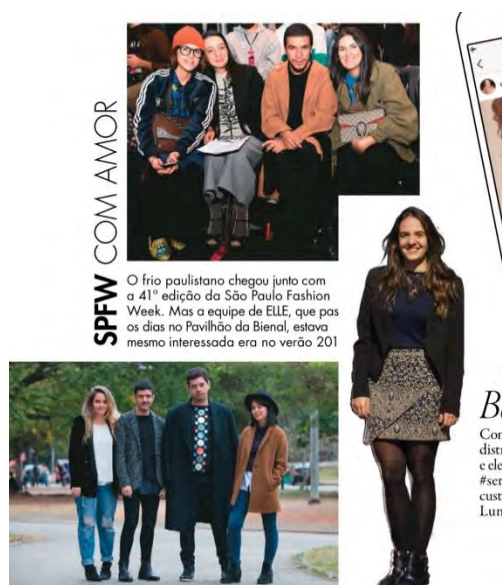 SPFW COM AMOR
O frio paulistano chegou junto com
a 41ª edição da São Paulo Fashion
Week. Mas a equipe de ELLE, que pas
os dias no Pavilhão da Bienal, estava
mesmo interessada era no verão 201
B
Con
distr
e ele
#ser
cust
Lun